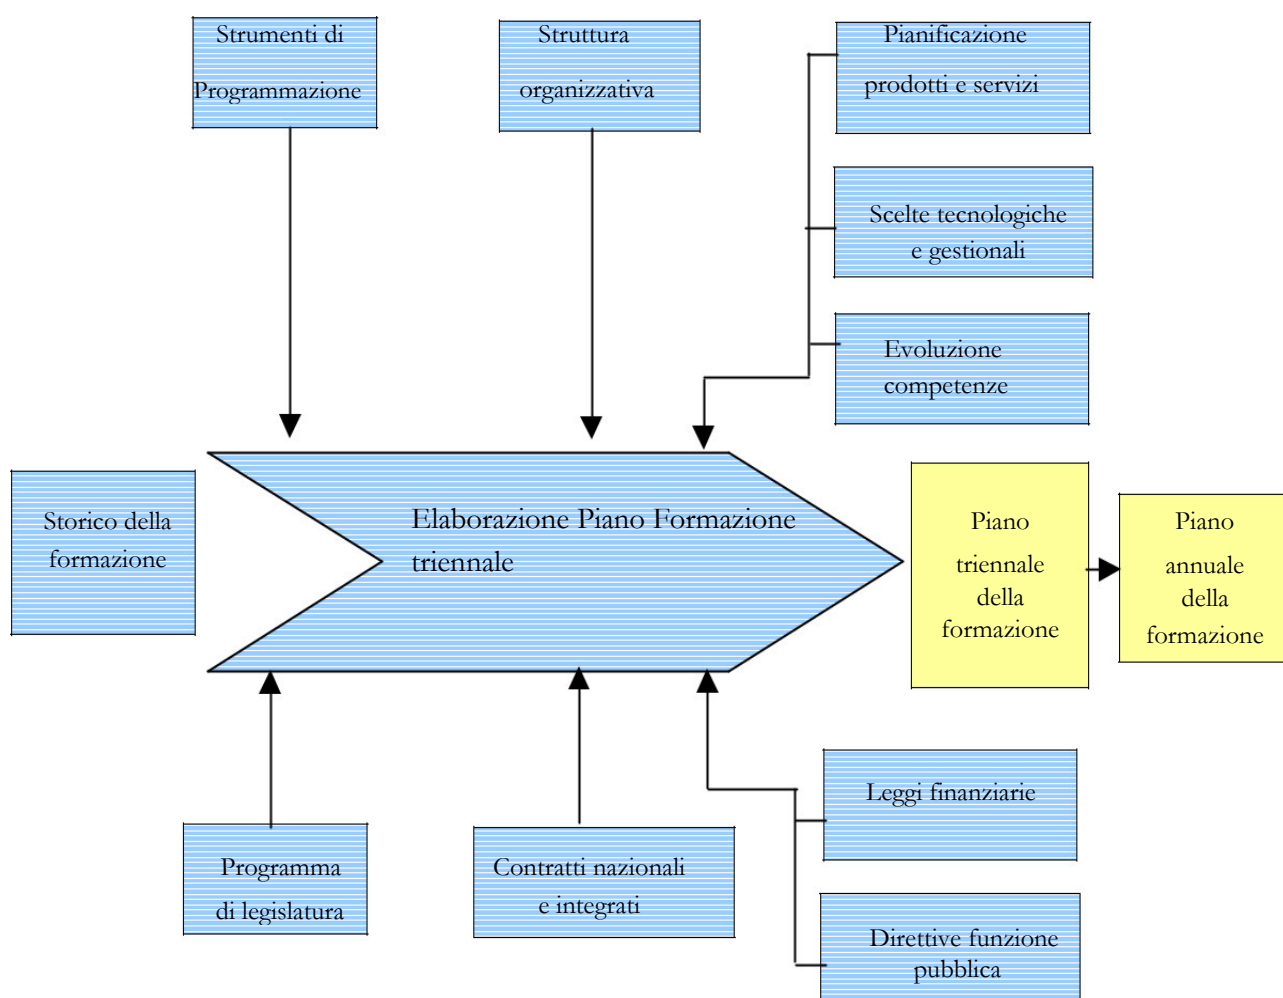 Strumenti di
Programmazione
Struttura
organizzativa
Pianificazione
prodotti e servizi
Scelte tecnologiche
e gestionali
Evoluzione
competenze
Storico della
formazione
Elaborazione Piano Formazione
triennale
Piano
triennale
della
formazione
Piano
annuale
della
formazione
Programma
di legislatura
Contratti nazionali
e integrati
Leggi finanziarie
Direttive funzione
pubblica